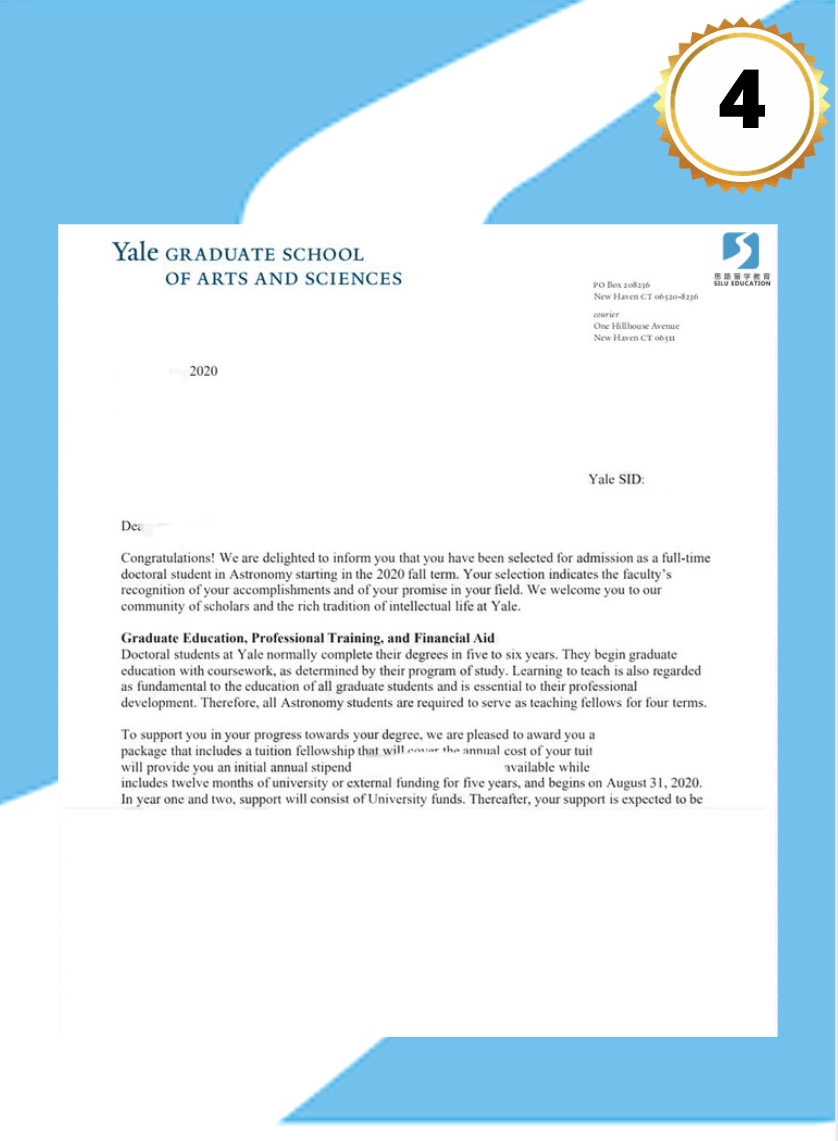 4
Yale GRADUATE SCHOOL
OF ARTS AND SCIENCES
思路留学教育
SILU EDUCATION
PO Box 208236
New Haven CT 06520-8236
courier
One Hillhouse Avenue
New Haven CT 06511
2020
Yale SID:
Dea
Congratulations! We are delighted to inform you that you have been selected for admission as a full-time
doctoral student in Astronomy starting in the 2020 fall term. Your selection indicates the faculty's
recognition of your accomplishments and of your promise in your field. We welcome you to our
community of scholars and the rich tradition of intellectual life at Yale.
Graduate Education, Professional Training, and Financial Aid
Doctoral students at Yale normally complete their degrees in five to six years. They begin graduate
education with coursework, as determined by their program of study. Learning to teach is also regarded
as fundamental to the education of all graduate students and is essential to their professional
development. Therefore, all Astronomy students are required to serve as teaching fellows for four terms.
To support you in your progress towards your degree, we are pleased to award you a
package that includes a tuition fellowship that will cover the annual cost of your tuit
will provide you an initial annual stipend available while
includes twelve months of university or external funding for five years, and begins on August 31, 2020.
In year one and two, support will consist of University funds. Thereafter, your support is expected to be